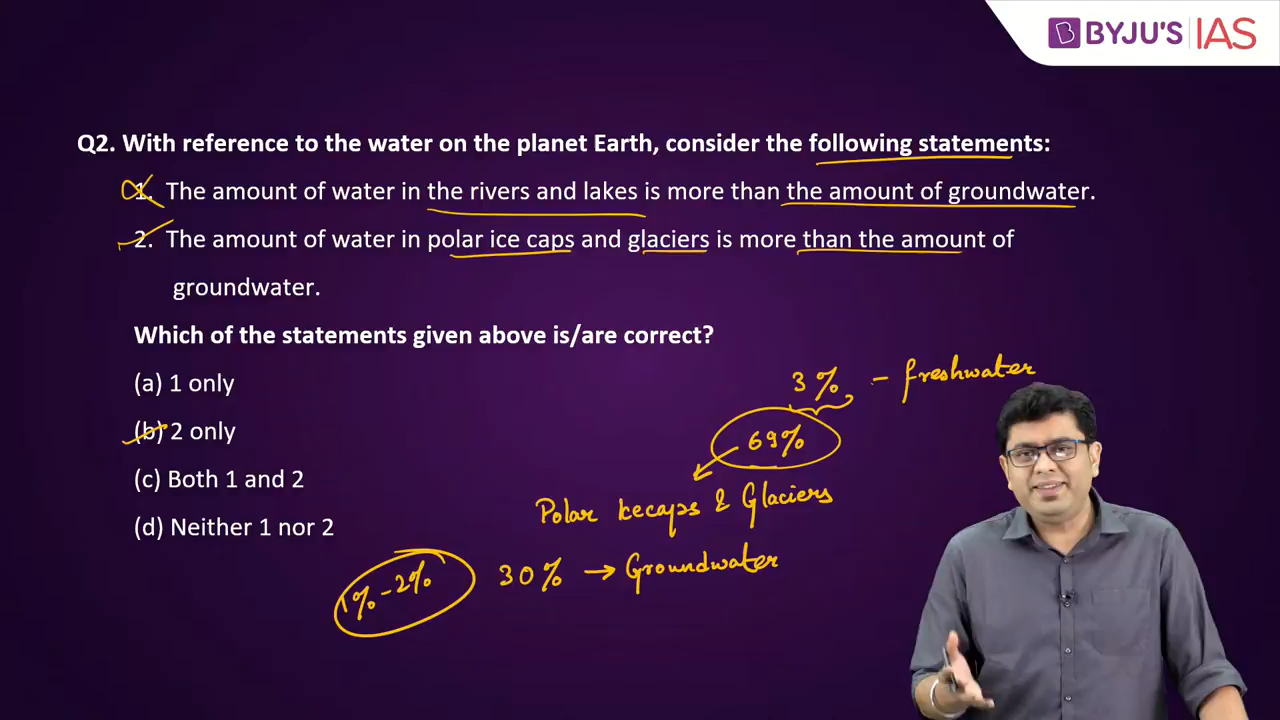 BYJU'S IAS
Q2. With reference to the water on the planet Earth, consider the following statements:
1. The amount of water in the rivers and lakes is more than the amount of groundwater.
2. The amount of water in polar ice caps and glaciers is more than the amount of
groundwater.
Which of the statements given above is/are correct?
(a) 1 only
3% - freshwater
(b) 2 only
69%
(c) Both 1 and 2
Polar Icecaps & Glaciers
(d) Neither 1 nor 2
1% - 2% 30% → Groundwater